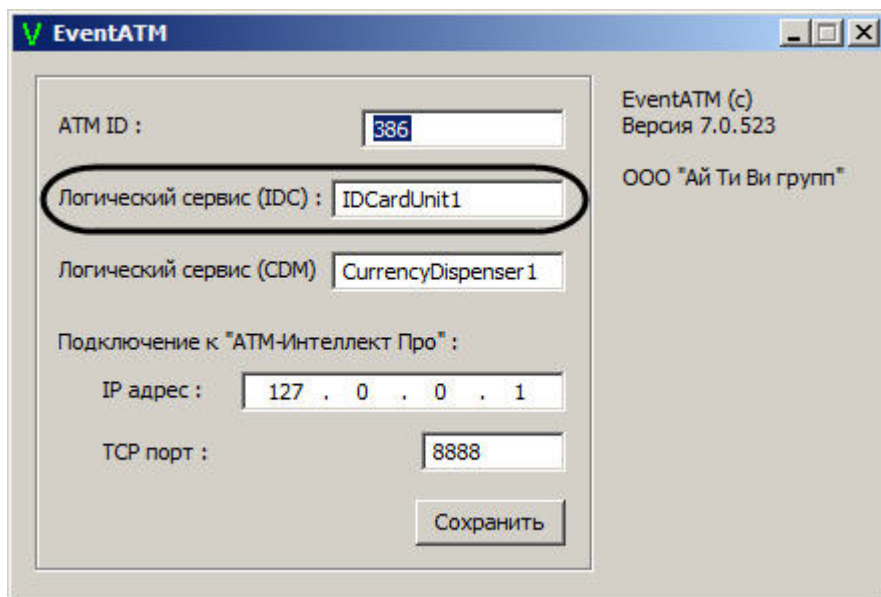 EventATM
ATM ID : 386
Логический сервис (IDC) : IDCardUnit1
Логический сервис (CDM) CurrencyDispenser1
Подключение к "АТМ-Интеллект Про" :
IP адрес : 127 . 0 . 0 . 1
TCP порт : 8888
Сохранить
EventATM (c)
Версия 7.0.523
ООО "Ай Ти Ви групп"